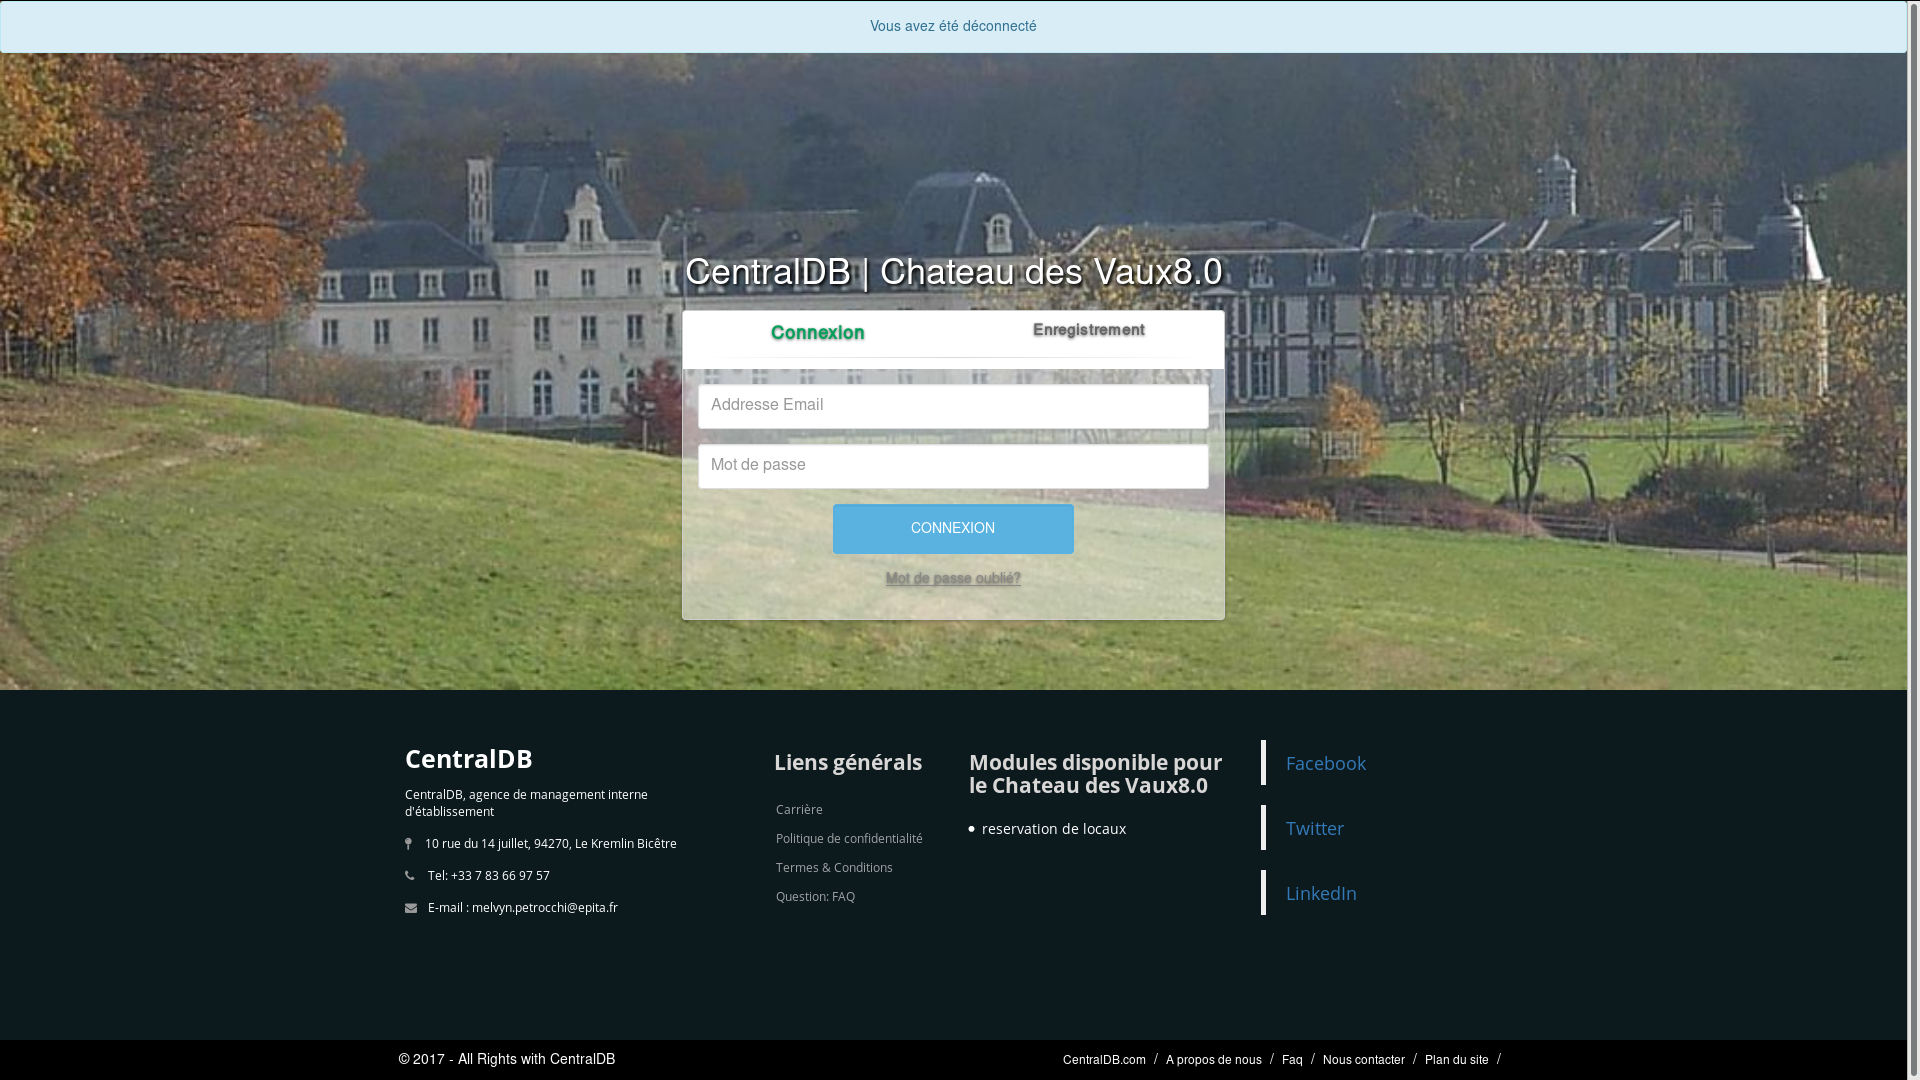 Vous avez été déconnecté
CentralDB | Chateau des Vaux8.0
Connexion
Enregistrement
Addresse Email
Mot de passe
CONNEXION
Mot de passe oublié?
CentralDB
CentralDB, agence de management interne
d'établissement
10 rue du 14 juillet, 94270, Le Kremlin Bicêtre
Tel: +33 7 83 66 97 57
E-mail : melvyn.petrocchi@epita.fr
Liens générals
Carrière
Politique de confidentialité
Termes & Conditions
Question: FAQ
Modules disponible pour
le Chateau des Vaux8.0
reservation de locaux
Facebook
Twitter
LinkedIn
© 2017 - All Rights with CentralDB
CentralDB.com / A propos de nous / Faq / Nous contacter / Plan du site /